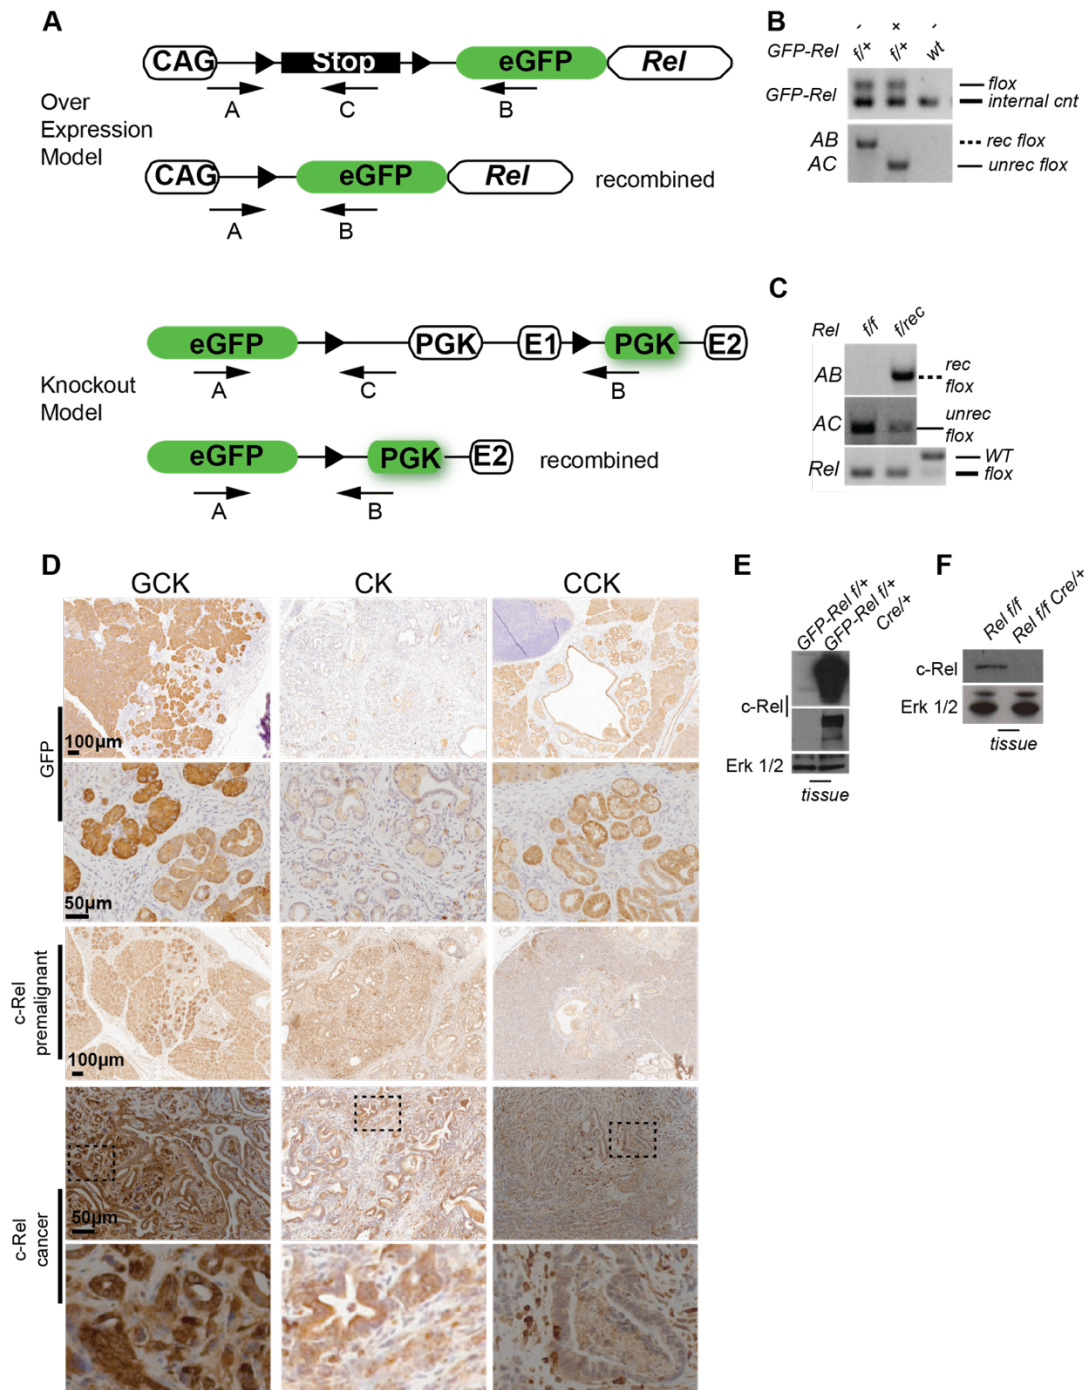 A
CAG Stop eGFP Rel
A C B
Over
Expression
Model
CAG eGFP Rel recombined
A B
eGFP PGK E1 PGK E2
A C B
Knockout
Model
eGFP PGK E2 recombined
A B
B
- + -
GFP-Rel f/+ f/+ wt
GFP-Rel flox
internal cnt
AB rec flox
AC unrec flox
C
Rel f/f f/rec
AB rec
flox
AC unrec
flox
Rel WT
flox
D
GCK CK CCK
GFP
100µm
50µm
c-Rel
premalignant
100µm
c-Rel
cancer
50µm
E
GFP-Rel f/+
GFP-Rel f/+
Cre/+
c-Rel
Erk 1/2
tissue
F
Rel f/f
Rel f/f Cre/+
c-Rel
Erk 1/2
tissue